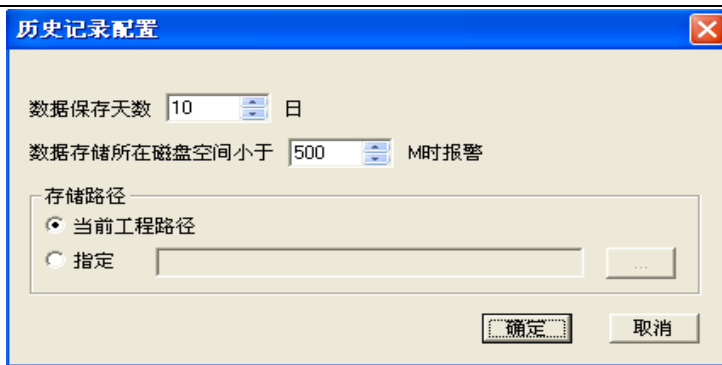 历史记录配置
数据保存天数 10 日
数据存储所在磁盘空间小于 500 M时报警
存储路径
当前工程路径
指定 ...
确定 取消